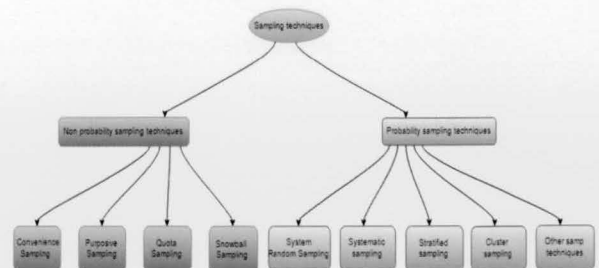 Sampling techniques
Non probability sampling techniques
Probability sampling techniques
Convenience
Sampling
Purposive
Sampling
Quota
Sampling
Snowball
Sampling
System
Random Sampling
Systematic
sampling
Stratified
sampling
Cluster
sampling
Other samp
techniques